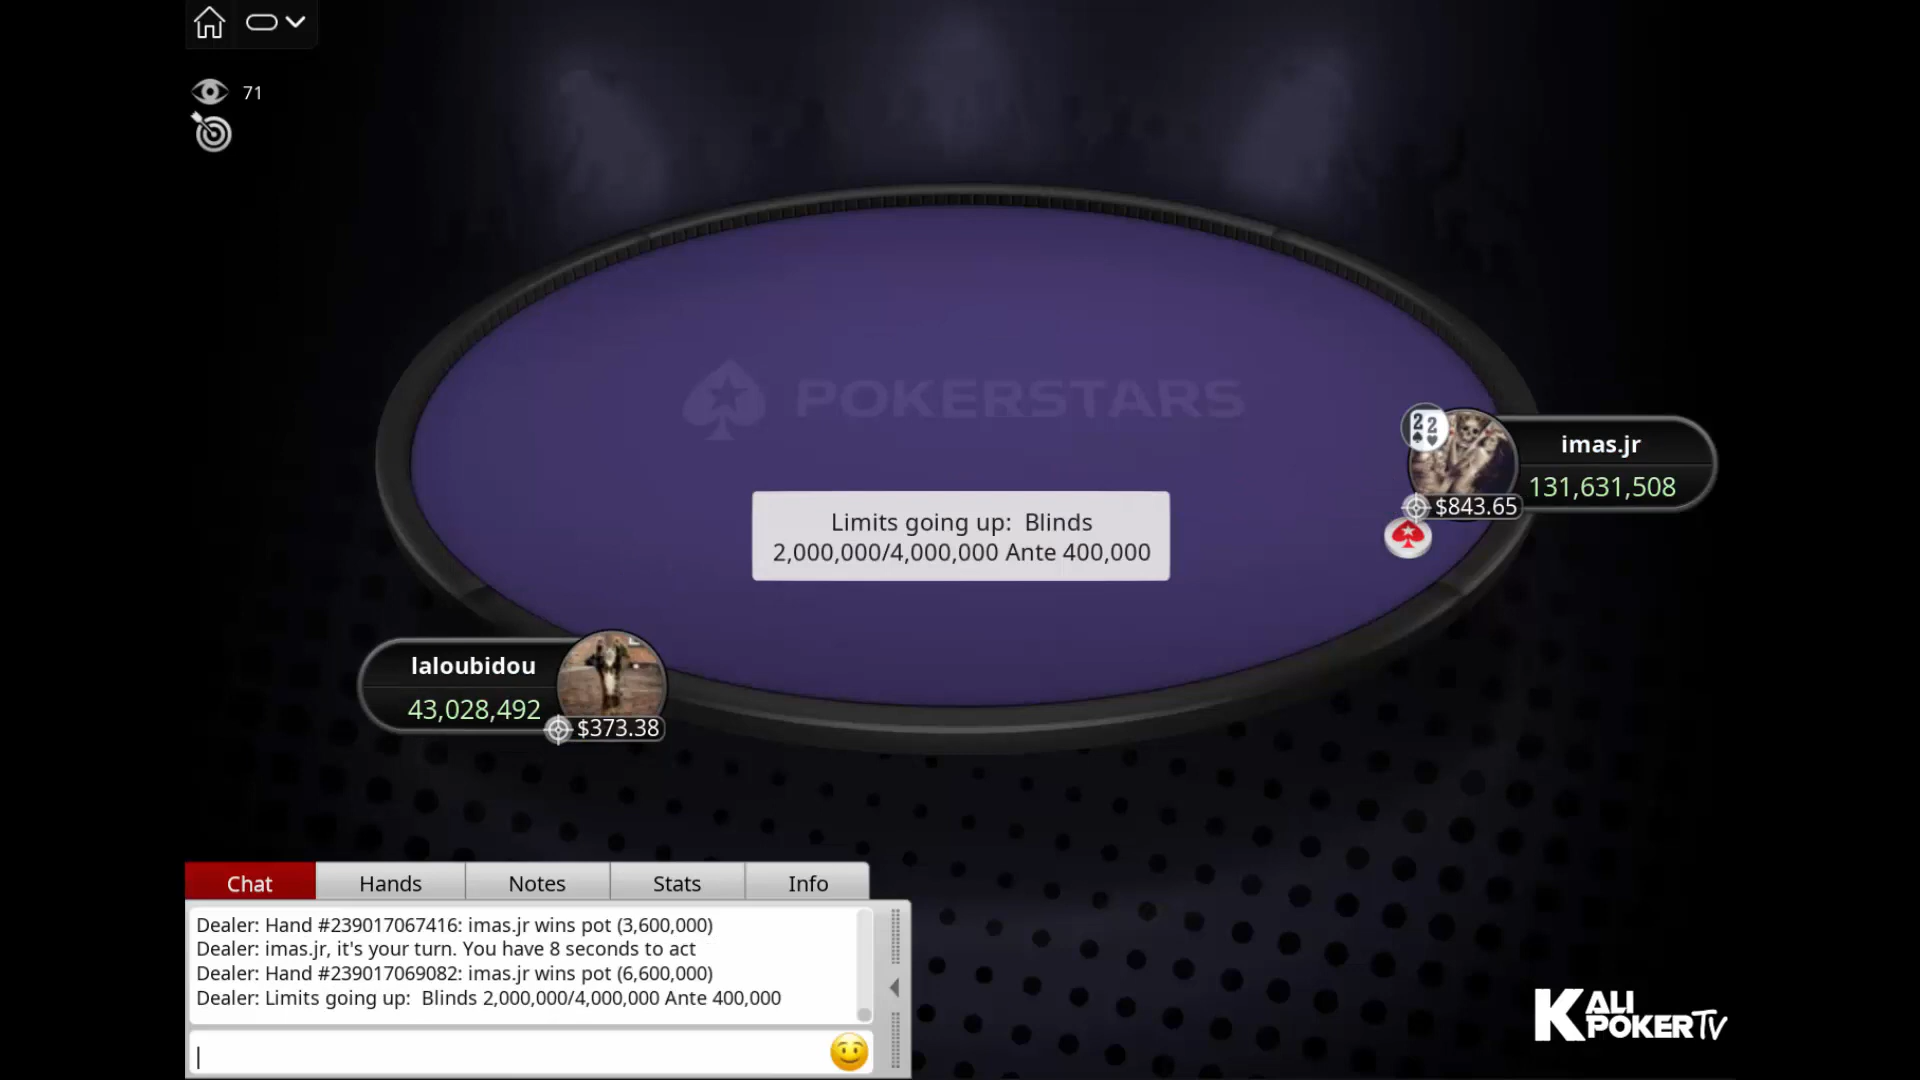 71
POKERSTARS
2 2
imas.jr
131,631,508
$843.65
Limits going up:  Blinds
2,000,000/4,000,000 Ante 400,000
laloubidou
43,028,492
$373.38
Chat Hands Notes Stats Info
Dealer: Hand #239017067416: imas.jr wins pot (3,600,000)
Dealer: imas.jr, it's your turn. You have 8 seconds to act
Dealer: Hand #239017069082: imas.jr wins pot (6,600,000)
Dealer: Limits going up:  Blinds 2,000,000/4,000,000 Ante 400,000
KALI
POKERTV